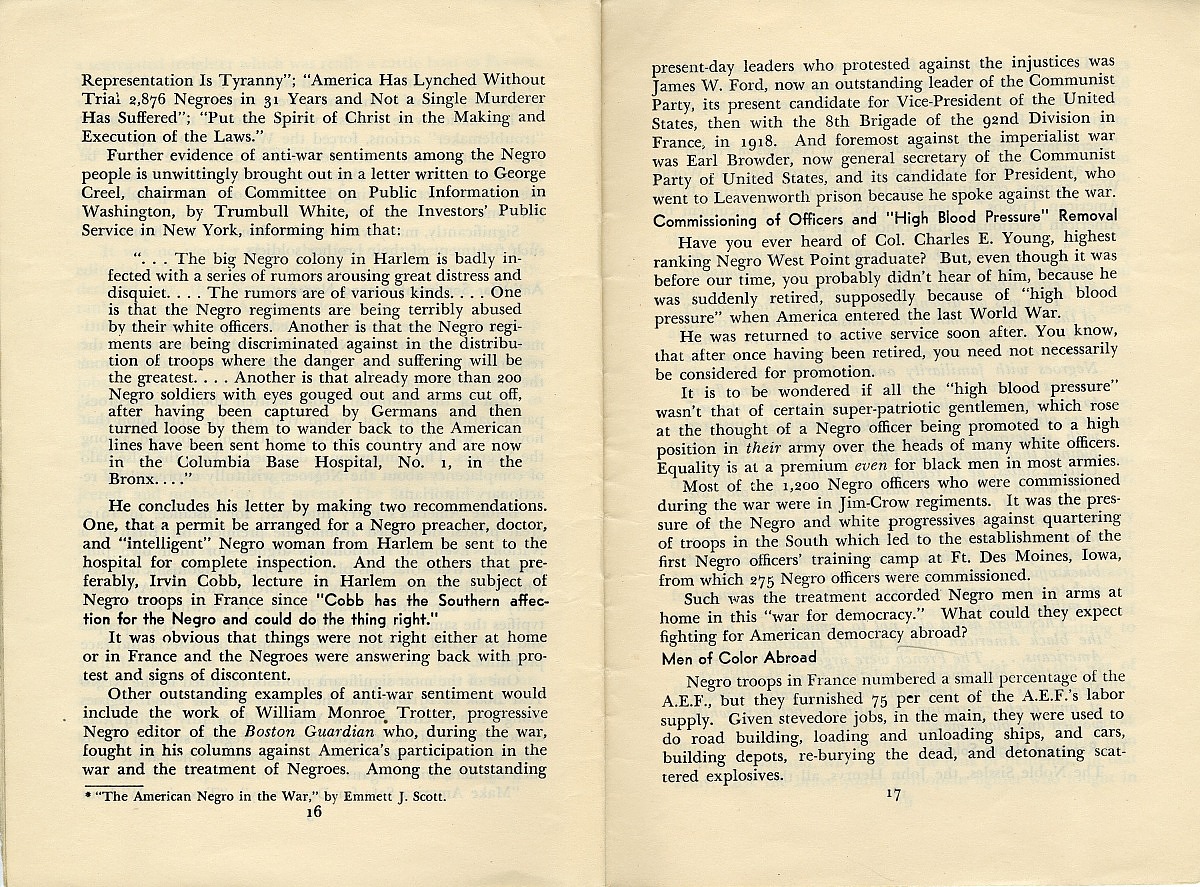 Representation Is Tyranny"; "America Has Lynched Without
Trial 2,876 Negroes in 31 Years and Not a Single Murderer
Has Suffered"; "Put the Spirit of Christ in the Making and
Execution of the Laws."
Further evidence of anti-war sentiments among the Negro
people is unwittingly brought out in a letter written to George
Creel, chairman of Committee on Public Information in
Washington, by Trumbull White, of the Investors' Public
Service in New York, informing him that:
". . . The big Negro colony in Harlem is badly in-
fected with a series of rumors arousing great distress and
disquiet. . . . The rumors are of various kinds. . . . One
is that the Negro regiments are being terribly abused
by their white officers. Another is that the Negro regi-
ments are being discriminated against in the distribu-
tion of troops where the danger and suffering will be
the greatest. . . . Another is that already more than 200
Negro soldiers with eyes gouged out and arms cut off,
after having been captured by Germans and then
turned loose by them to wander back to the American
lines have been sent home to this country and are now
in the Columbia Base Hospital, No. 1, in the
Bronx. . . ."
He concludes his letter by making two recommendations.
One, that a permit be arranged for a Negro preacher, doctor,
and "intelligent" Negro woman from Harlem be sent to the
hospital for complete inspection. And the others that pre-
ferably, Irvin Cobb, lecture in Harlem on the subject of
Negro troops in France since "Cobb has the Southern affec-
tion for the Negro and could do the thing right."
It was obvious that things were not right either at home
or in France and the Negroes were answering back with pro-
test and signs of discontent.
Other outstanding examples of anti-war sentiment would
include the work of William Monroe Trotter, progressive
Negro editor of the Boston Guardian who, during the war,
fought in his columns against America's participation in the
war and the treatment of Negroes. Among the outstanding
* "The American Negro in the War," by Emmett J. Scott.
16
present-day leaders who protested against the injustices was
James W. Ford, now an outstanding leader of the Communist
Party, its present candidate for Vice-President of the United
States, then with the 8th Brigade of the 92nd Division in
France, in 1918. And foremost against the imperialist war
was Earl Browder, now general secretary of the Communist
Party of United States, and its candidate for President, who
went to Leavenworth prison because he spoke against the war.
Commissioning of Officers and "High Blood Pressure" Removal
Have you ever heard of Col. Charles E. Young, highest
ranking Negro West Point graduate? But, even though it was
before our time, you probably didn't hear of him, because he
was suddenly retired, supposedly because of "high blood
pressure" when America entered the last World War.
He was returned to active service soon after. You know,
that after once having been retired, you need not necessarily
be considered for promotion.
It is to be wondered if all the "high blood pressure"
wasn't that of certain super-patriotic gentlemen, which rose
at the thought of a Negro officer being promoted to a high
position in their army over the heads of many white officers.
Equality is at a premium even for black men in most armies.
Most of the 1,200 Negro officers who were commissioned
during the war were in Jim-Crow regiments. It was the pres-
sure of the Negro and white progressives against quartering
of troops in the South which led to the establishment of the
first Negro officers' training camp at Ft. Des Moines, Iowa,
from which 275 Negro officers were commissioned.
Such was the treatment accorded Negro men in arms at
home in this "war for democracy." What could they expect
fighting for American democracy abroad?
Men of Color Abroad
Negro troops in France numbered a small percentage of the
A.E.F., but they furnished 75 per cent of the A.E.F.'s labor
supply. Given stevedore jobs, in the main, they were used to
do road building, loading and unloading ships, and cars,
building depots, re-burying the dead, and detonating scat-
tered explosives.
17